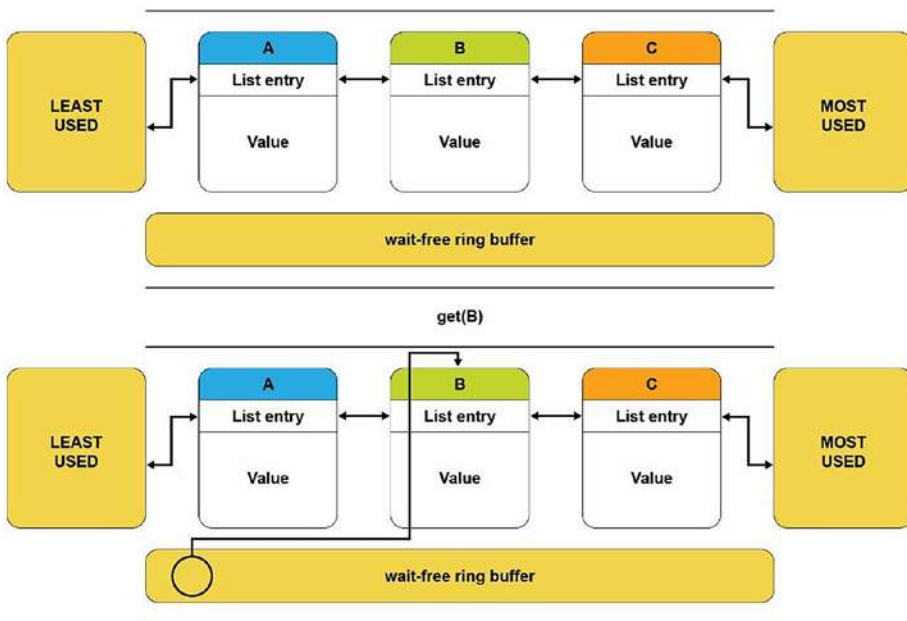 A B C
LEAST
USED
List entry List entry List entry
MOST
USED
Value Value Value
wait-free ring buffer
get(B)
A B C
LEAST
USED
List entry List entry List entry
MOST
USED
Value Value Value
wait-free ring buffer